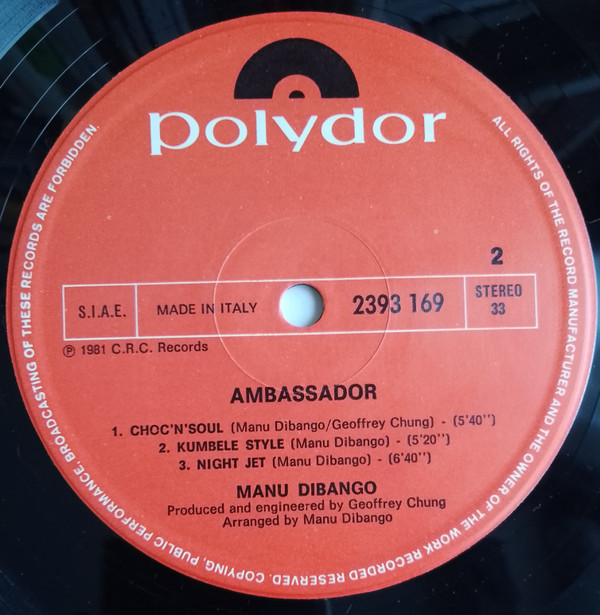 polydor
ALL RIGHTS OF THE RECORD MANUFACTURER AND THE OWNER OF THE WORK RECORDED RESERVED. COPYING, PUBLIC PERFORMANCE, BROADCASTING OF THESE RECORDS ARE FORBIDDEN.
2
S.I.A.E. MADE IN ITALY 2393 169 STEREO
33
℗ 1981 C.R.C. Records
AMBASSADOR
1. CHOC'N'SOUL (Manu Dibango/Geoffrey Chung) - (5'40'')
2. KUMBELE STYLE (Manu Dibango) - (5'20'')
3. NIGHT JET (Manu Dibango) - (6'40'')
MANU DIBANGO
Produced and engineered by Geoffrey Chung
Arranged by Manu Dibango